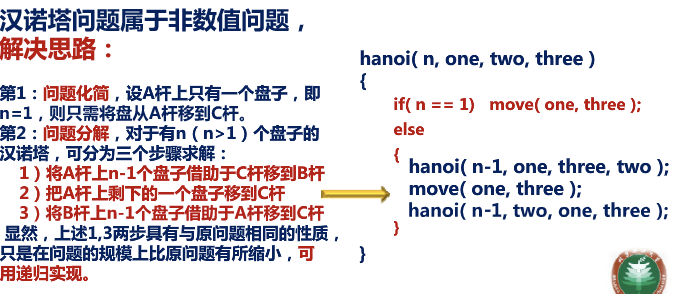 汉诺塔问题属于非数值问题，
解决思路：
第1：问题化简，设A杆上只有一个盘子，即
n=1，则只需将盘从A杆移到C杆。
第2：问题分解，对于有n（n>1）个盘子的
汉诺塔，可分为三个步骤求解：
1）将A杆上n-1个盘子借助于C杆移到B杆
2）把A杆上剩下的一个盘子移到C杆
3）将B杆上n-1个盘子借助于A杆移到C杆
显然，上述1,3两步具有与原问题相同的性质，
只是在问题的规模上比原问题有所缩小，可
用递归实现。
hanoi( n, one, two, three )
{
if( n == 1) move( one, three );
else
{
hanoi( n-1, one, three, two );
move( one, three );
hanoi( n-1, two, one, three );
}
}